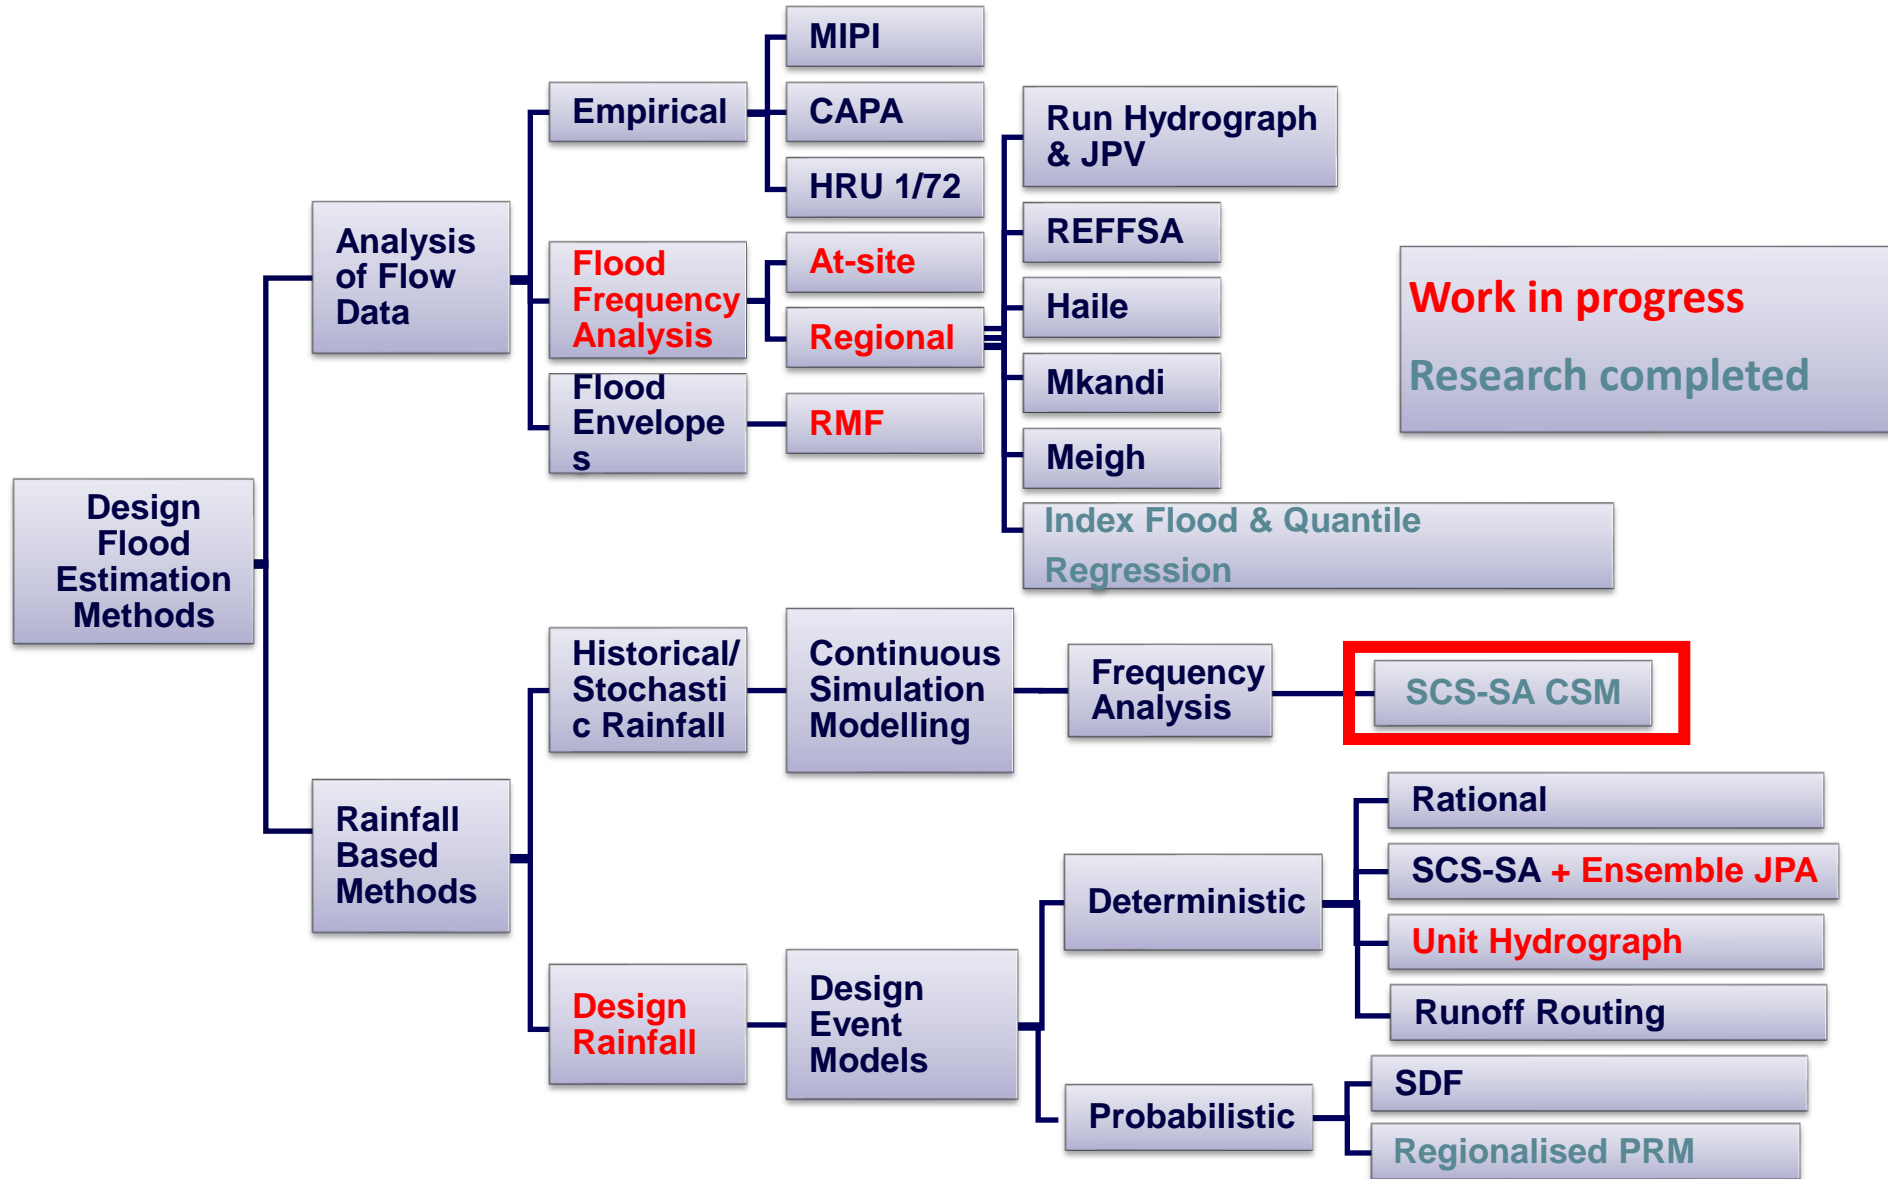 Design
Flood
Estimation
Methods
Analysis
of Flow
Data
Rainfall
Based
Methods
Empirical
Flood
Frequency
Analysis
Flood
Envelope
s
Historical/
Stochasti
c Rainfall
Design
Rainfall
MIPI
CAPA
HRU 1/72
At-site
Regional
RMF
Continuous
Simulation
Modelling
Design
Event
Models
Run Hydrograph
& JPV
REFFSA
Haile
Mkandi
Meigh
Index Flood & Quantile
Regression
Frequency
Analysis
Deterministic
Probabilistic
SCS-SA CSM
Rational
SCS-SA + Ensemble JPA
Unit Hydrograph
Runoff Routing
SDF
Regionalised PRM
Work in progress
Research completed